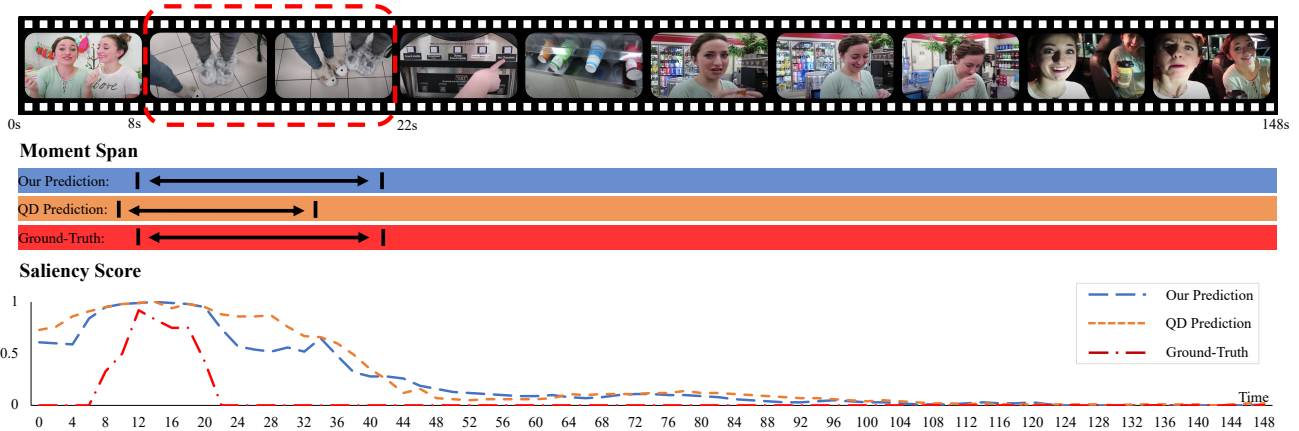 0s 8s 22s 148s
Moment Span
Our Prediction:
QD Prediction:
Ground-Truth:
Saliency Score
1
0.5
0
Our Prediction
QD Prediction
Ground-Truth
Time
0 4 8 12 16 20 24 28 32 36 40 44 48 52 56 60 64 68 72 76 80 84 88 92 96 100 104 108 112 116 120 124 128 132 136 140 144 148